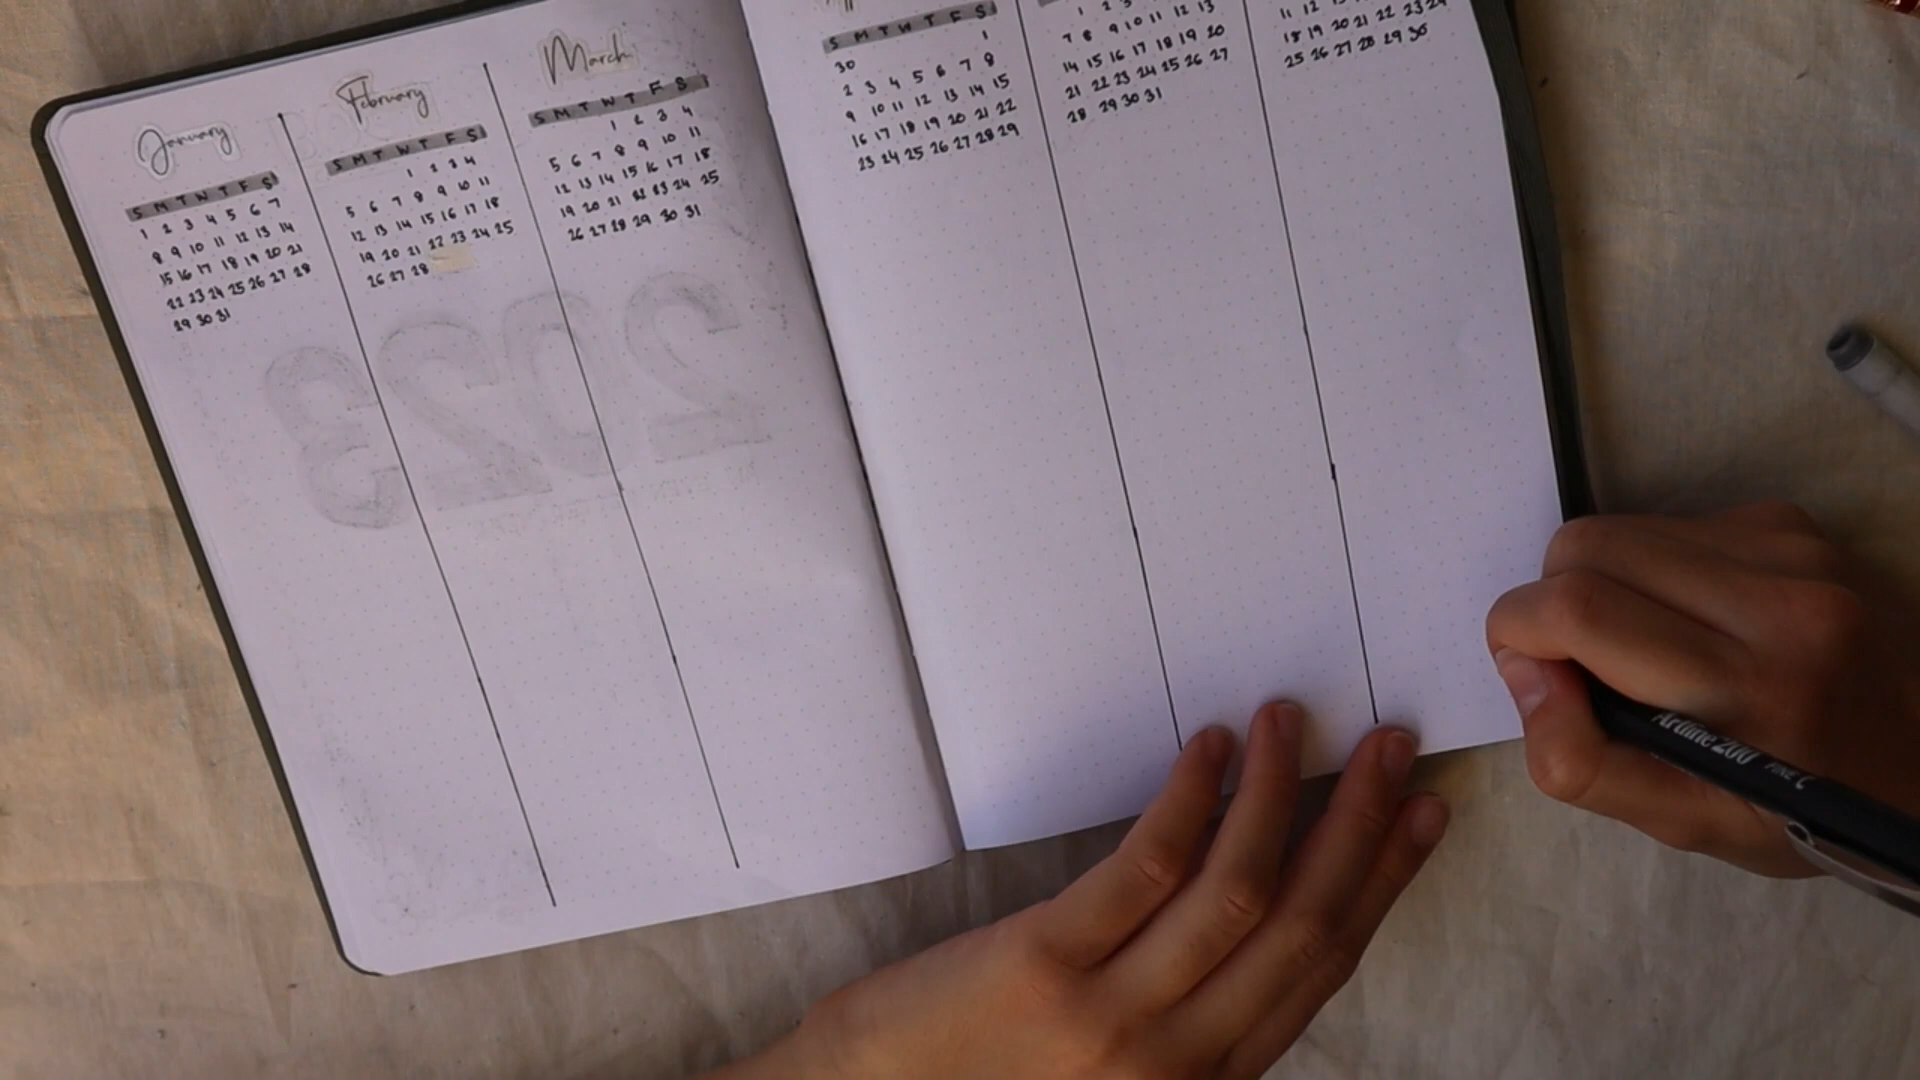 January
S M T W T F S
1 2 3 4 5 6 7
8 9 10 11 12 13 14
15 16 17 18 19 20 21
22 23 24 25 26 27 28
29 30 31
February
S M T W T F S
1 2 3 4
5 6 7 8 9 10 11
12 13 14 15 16 17 18
19 20 21 22 23 24 25
26 27 28
March
S M T W T F S
1 2 3 4
5 6 7 8 9 10 11
12 13 14 15 16 17 18
19 20 21 22 23 24 25
26 27 28 29 30 31
2023
S M T W T F S
1
30
2 3 4 5 6 7 8
9 10 11 12 13 14 15
16 17 18 19 20 21 22
23 24 25 26 27 28 29
1 2 3
7 8 9 10 11 12 13
14 15 16 17 18 19 20
21 22 23 24 25 26 27
28 29 30 31
11 12
18 19 20 21 22 23 24
25 26 27 28 29 30
Artline 200
FINE